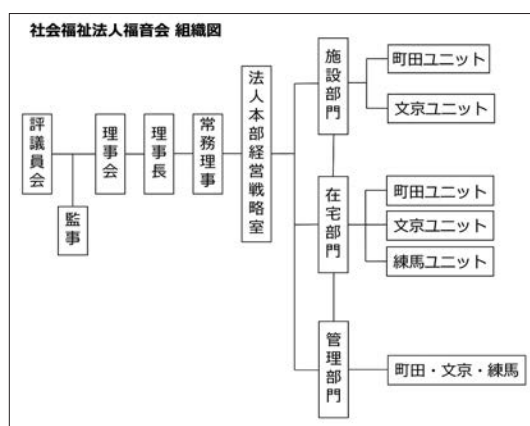 社会福祉法人福音会 組織図
評議員会
監事
理事会
理事長
常務理事
法人本部経営戦略室
施設部門
町田ユニット
文京ユニット
在宅部門
町田ユニット
文京ユニット
練馬ユニット
管理部門
町田・文京・練馬